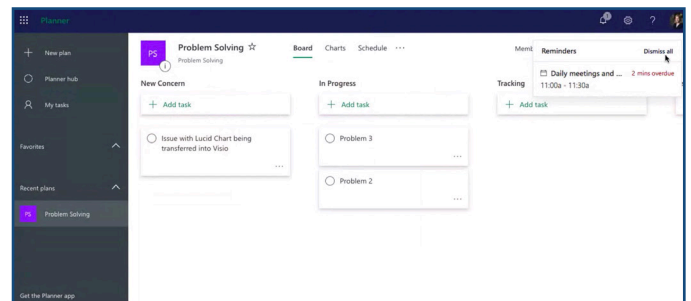 Planner
New plan
Planner hub
My tasks
Favorites
Recent plans
PS Problem Solving
Get the Planner app
PS
Problem Solving
Problem Solving
Board Charts Schedule ...
Memb
Reminders Dismiss all
Daily meetings and ... 2 mins overdue
11:00a - 11:30a
New Concern
+ Add task
Issue with Lucid Chart being
transferred into Visio
...
In Progress
+ Add task
Problem 3
...
Problem 2
...
Tracking
+ Add task